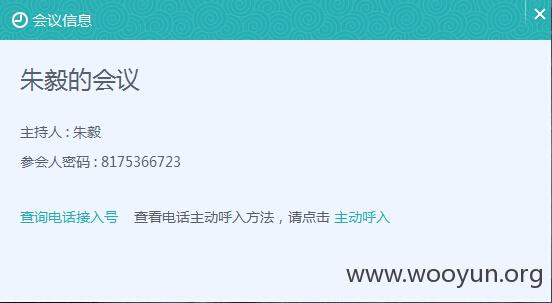 会议信息
朱毅的会议
主持人 : 朱毅
参会人密码 : 8175366723
查询电话接入号 查看电话主动呼入方法，请点击 主动呼入
www.wooyun.org